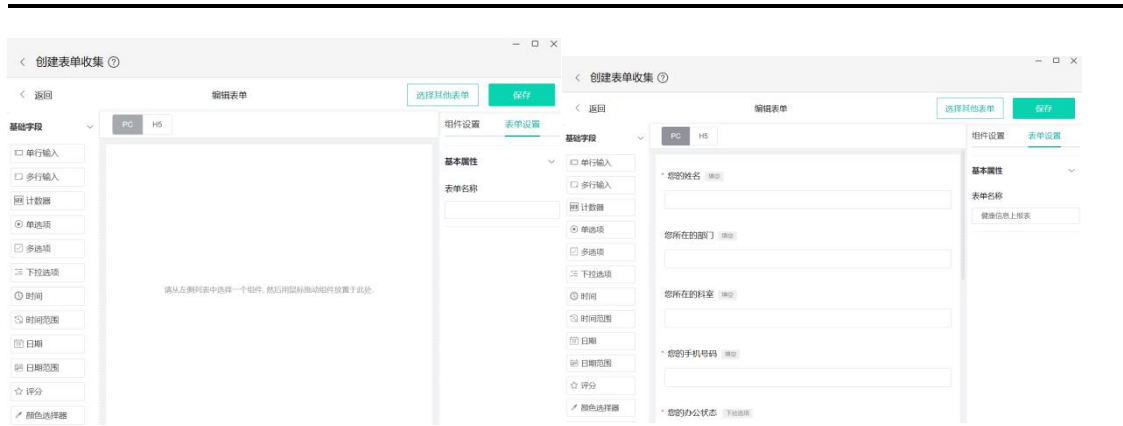 创建表单收集
返回
编辑表单
选择其他表单
保存
基础字段
PC
H5
组件设置
表单设置
单行输入
多行输入
计数器
单选项
多选项
下拉选项
时间
时间范围
日期
日期范围
评分
颜色选择器
请从左侧列表中选择一个组件, 然后用鼠标拖动组件放置于此处.
基本属性
表单名称
创建表单收集
返回
编辑表单
选择其他表单
保存
基础字段
PC
H5
组件设置
表单设置
单行输入
多行输入
计数器
单选项
多选项
下拉选项
时间
时间范围
日期
日期范围
评分
颜色选择器
* 您的姓名 填空
您所在的部门 填空
您所在的科室 填空
* 您的手机号码 填空
* 您的办公状态 下拉选项
基本属性
表单名称
健康信息上报表